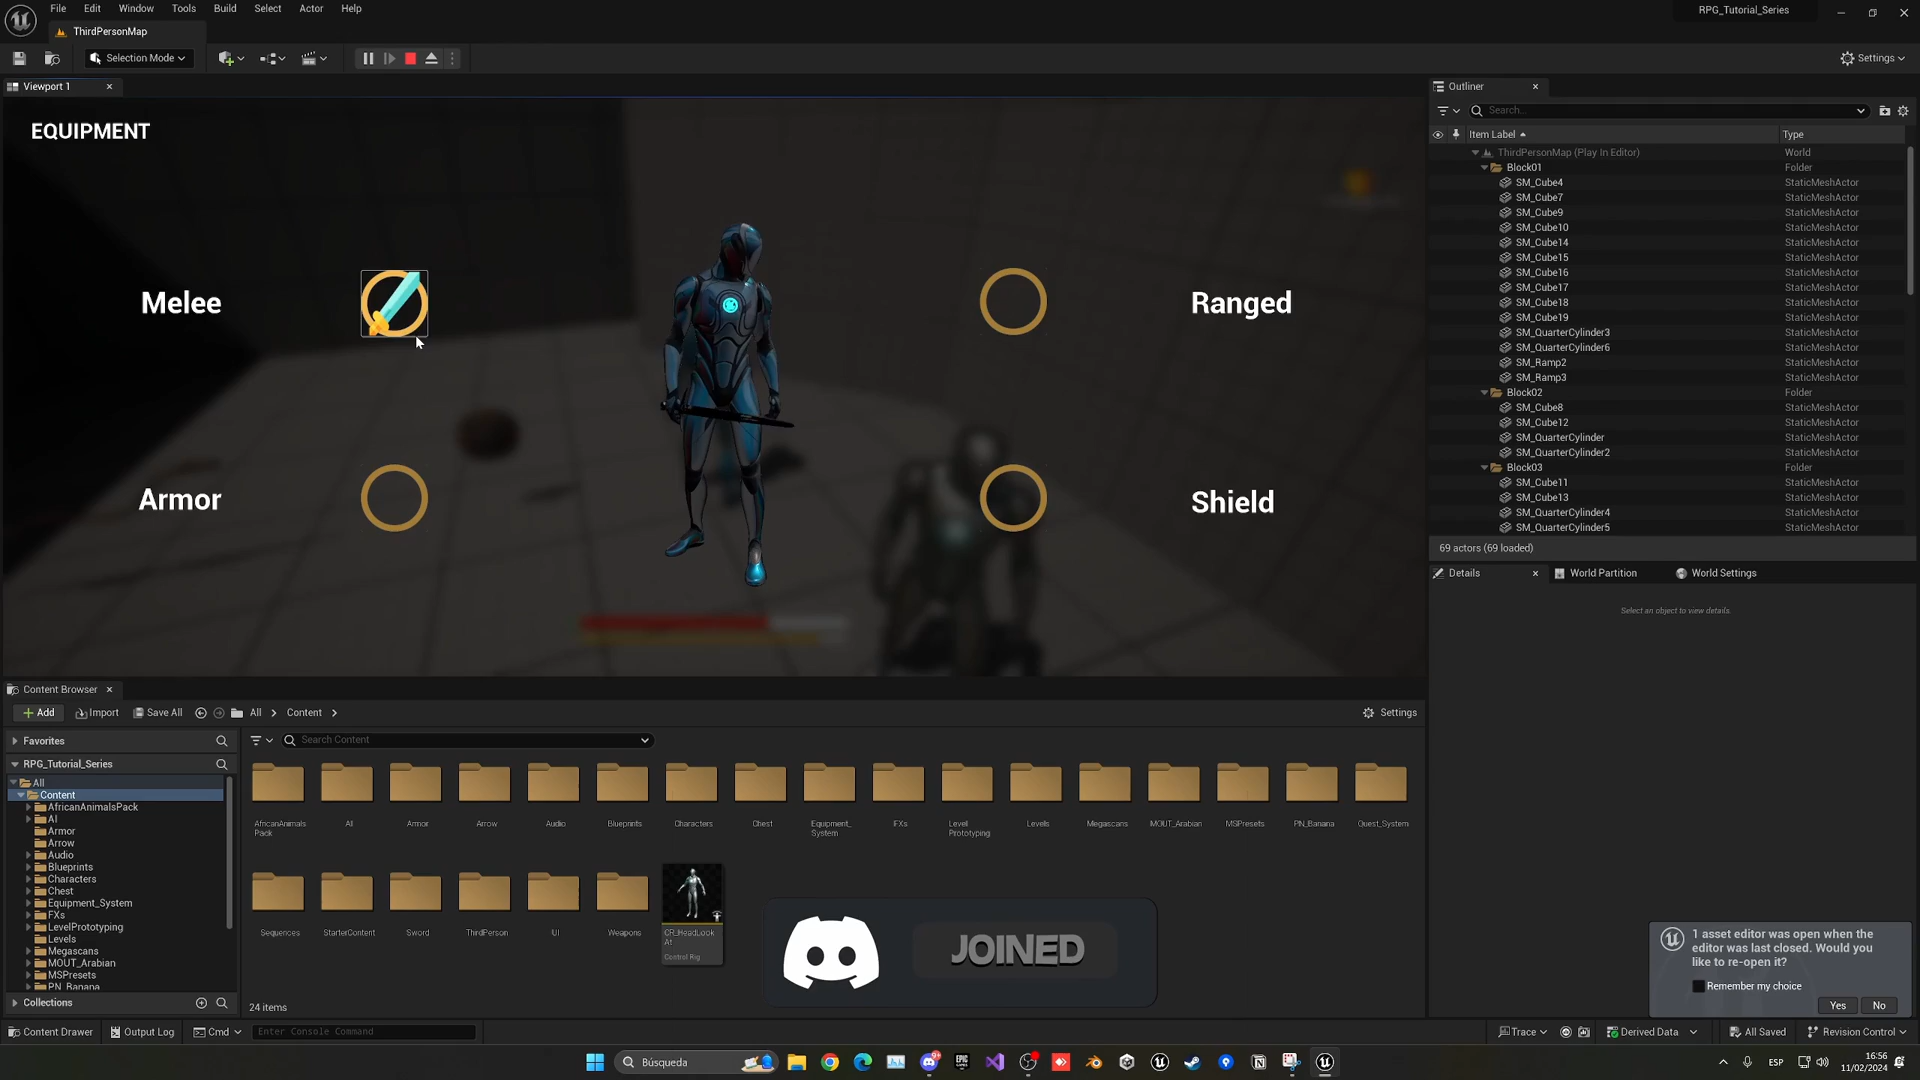 File Edit Window Tools Build Select Actor Help
RPG_Tutorial_Series
ThirdPersonMap
Selection Mode
Settings
Viewport 1
EQUIPMENT
Melee
Ranged
Armor
Shield
Outliner
Search...
Item Label
Type
ThirdPersonMap (Play In Editor) World
Block01 Folder
SM_Cube4 StaticMeshActor
SM_Cube7 StaticMeshActor
SM_Cube9 StaticMeshActor
SM_Cube10 StaticMeshActor
SM_Cube14 StaticMeshActor
SM_Cube15 StaticMeshActor
SM_Cube16 StaticMeshActor
SM_Cube17 StaticMeshActor
SM_Cube18 StaticMeshActor
SM_Cube19 StaticMeshActor
SM_QuarterCylinder3 StaticMeshActor
SM_QuarterCylinder6 StaticMeshActor
SM_Ramp2 StaticMeshActor
SM_Ramp3 StaticMeshActor
Block02 Folder
SM_Cube8 StaticMeshActor
SM_Cube12 StaticMeshActor
SM_QuarterCylinder StaticMeshActor
SM_QuarterCylinder2 StaticMeshActor
Block03 Folder
SM_Cube11 StaticMeshActor
SM_Cube13 StaticMeshActor
SM_QuarterCylinder4 StaticMeshActor
SM_QuarterCylinder5 StaticMeshActor
69 actors (69 loaded)
Details World Partition World Settings
Select an object to view details.
Content Browser
Add Import Save All All Content Settings
Favorites
Search Content
RPG_Tutorial_Series
All
Content
AfricanAnimalsPack
AI
Armor
Arrow
Audio
Blueprints
Characters
Chest
Equipment_System
FXs
LevelPrototyping
Levels
Megascans
MOUT_Arabian
MSPresets
PN_Banana
Collections
AfricanAnimals
Pack
AI
Armor
Arrow
Audio
Blueprints
Characters
Chest
Equipment_
System
FXs
Level
Prototyping
Levels
Megascans
MOUT_Arabian
MSPresets
PN_Banana
Quest_System
Sequences
StarterContent
Sword
ThirdPerson
UI
Weapons
CR_HeadLook
At
Control Rig
24 items
JOINED
1 asset editor was open when the
editor was last closed. Would you
like to re-open it?
Remember my choice
Yes No
Content Drawer Output Log Cmd Enter Console Command
Trace Derived Data All Saved Revision Control
Búsqueda
ESP
16:56
11/02/2024